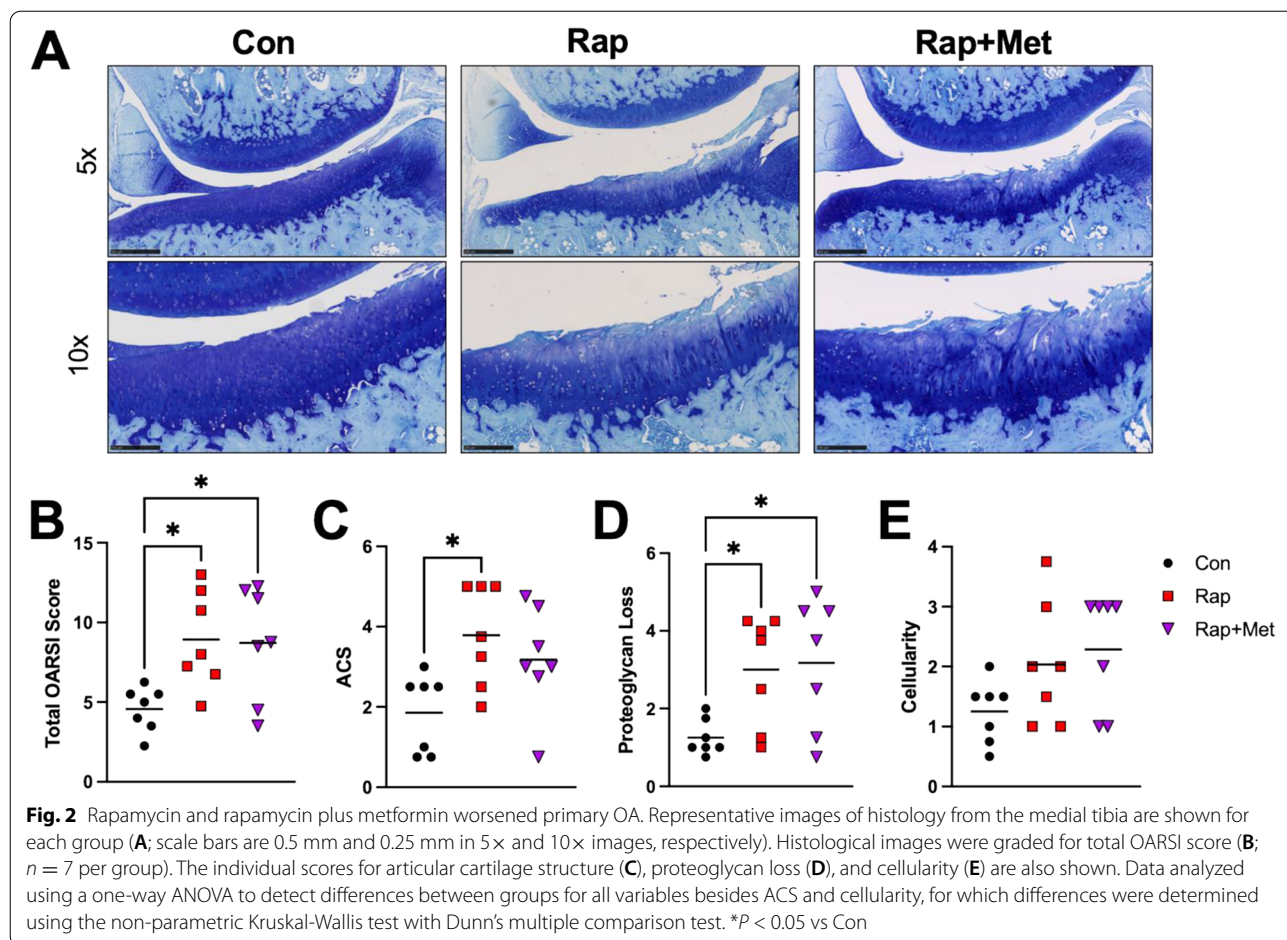 A
Con
Rap
Rap+Met
5x
10x
B
Total OARSI Score
15
10
5
0
*
*
C
ACS
6
4
2
0
*
D
Proteoglycan Loss
6
4
2
0
*
*
E
Cellularity
4
3
2
1
0
Con
Rap
Rap+Met
Fig. 2 Rapamycin and rapamycin plus metformin worsened primary OA. Representative images of histology from the medial tibia are shown for
each group (A; scale bars are 0.5 mm and 0.25 mm in 5× and 10× images, respectively). Histological images were graded for total OARSI score (B;
n = 7 per group). The individual scores for articular cartilage structure (C), proteoglycan loss (D), and cellularity (E) are also shown. Data analyzed
using a one-way ANOVA to detect differences between groups for all variables besides ACS and cellularity, for which differences were determined
using the non-parametric Kruskal-Wallis test with Dunn's multiple comparison test. *P < 0.05 vs Con